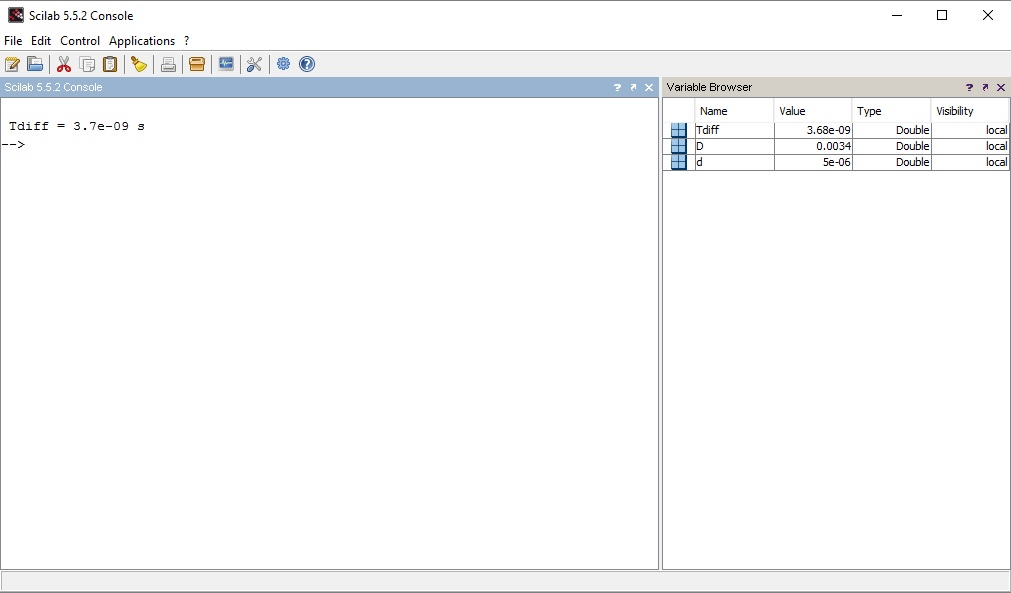 Scilab 5.5.2 Console
File Edit Control Applications ?
Scilab 5.5.2 Console
Tdiff = 3.7e-09 s
-->
Variable Browser
Name Value Type Visibility
Tdiff 3.68e-09 Double local
D 0.0034 Double local
d 5e-06 Double local